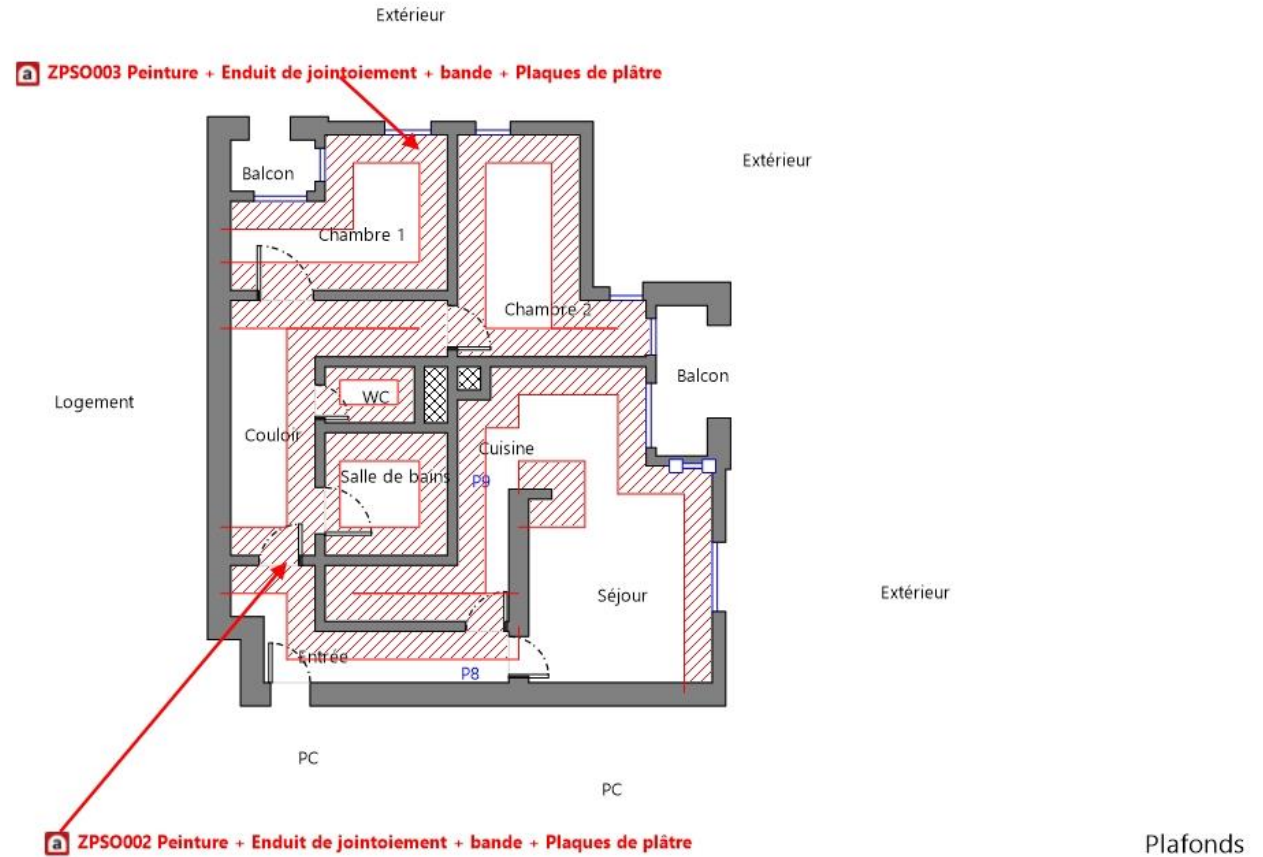 Extérieur
a ZPSO003 Peinture + Enduit de jointoiement + bande + Plaques de plâtre
Extérieur
Balcon
Chambre 1
Chambre 2
Balcon
WC
Logement
Couloir
Cuisine
Salle de bains
P9
Séjour
Extérieur
Entrée
P8
PC
PC
a ZPSO002 Peinture + Enduit de jointoiement + bande + Plaques de plâtre
Plafonds